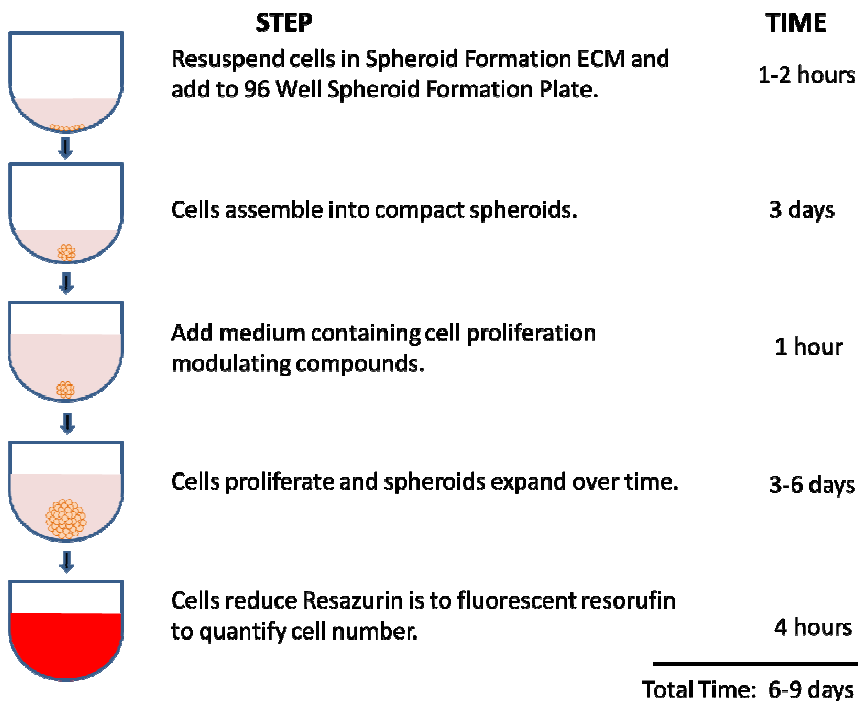 STEP TIME
Resuspend cells in Spheroid Formation ECM and
add to 96 Well Spheroid Formation Plate.
1-2 hours
Cells assemble into compact spheroids.
3 days
Add medium containing cell proliferation
modulating compounds.
1 hour
Cells proliferate and spheroids expand over time.
3-6 days
Cells reduce Resazurin is to fluorescent resorufin
to quantify cell number.
4 hours
Total Time: 6-9 days